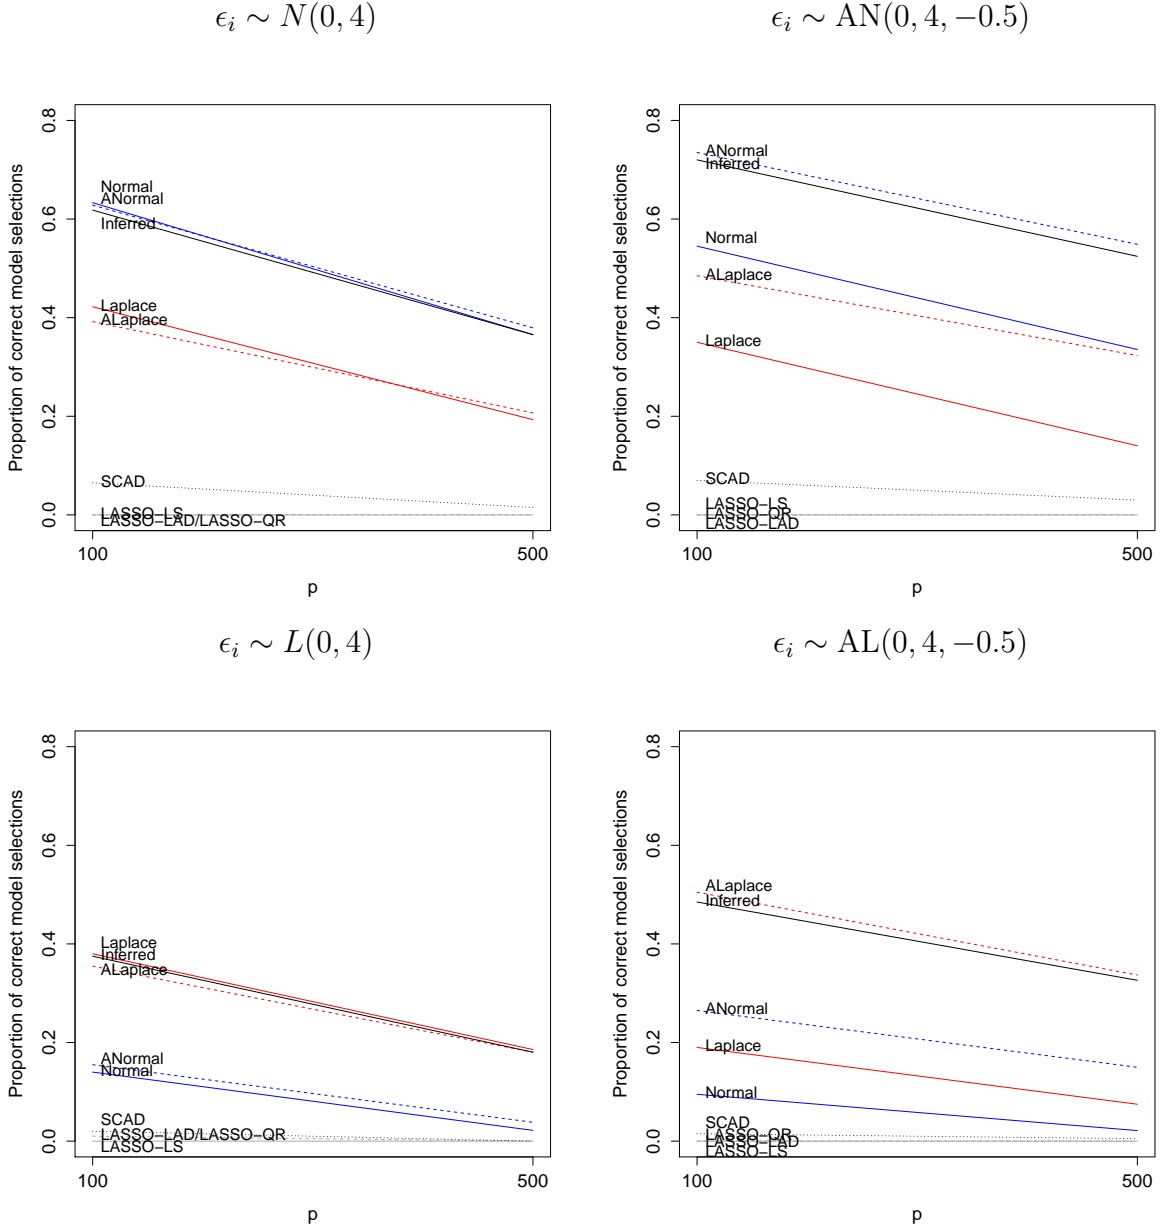 ϵ_i ∼ N(0, 4)
Proportion of correct model selections
0.8
0.6
0.4
0.2
0.0
Normal
ANormal
Inferred
Laplace
ALaplace
SCAD
LASSO−LS
LASSO−LAD/LASSO−QR
100
500
p
ϵ_i ∼ AN(0, 4, −0.5)
Proportion of correct model selections
0.8
0.6
0.4
0.2
0.0
ANormal
Inferred
Normal
ALaplace
Laplace
SCAD
LASSO−LS
LASSO−QR
LASSO−LAD
100
500
p
ϵ_i ∼ L(0, 4)
Proportion of correct model selections
0.8
0.6
0.4
0.2
0.0
Laplace
Inferred
ALaplace
ANormal
Normal
SCAD
LASSO−LAD/LASSO−QR
LASSO−LS
100
500
p
ϵ_i ∼ AL(0, 4, −0.5)
Proportion of correct model selections
0.8
0.6
0.4
0.2
0.0
ALaplace
Inferred
ANormal
Laplace
Normal
SCAD
LASSO−QR
LASSO−LAD
LASSO−LS
100
500
p